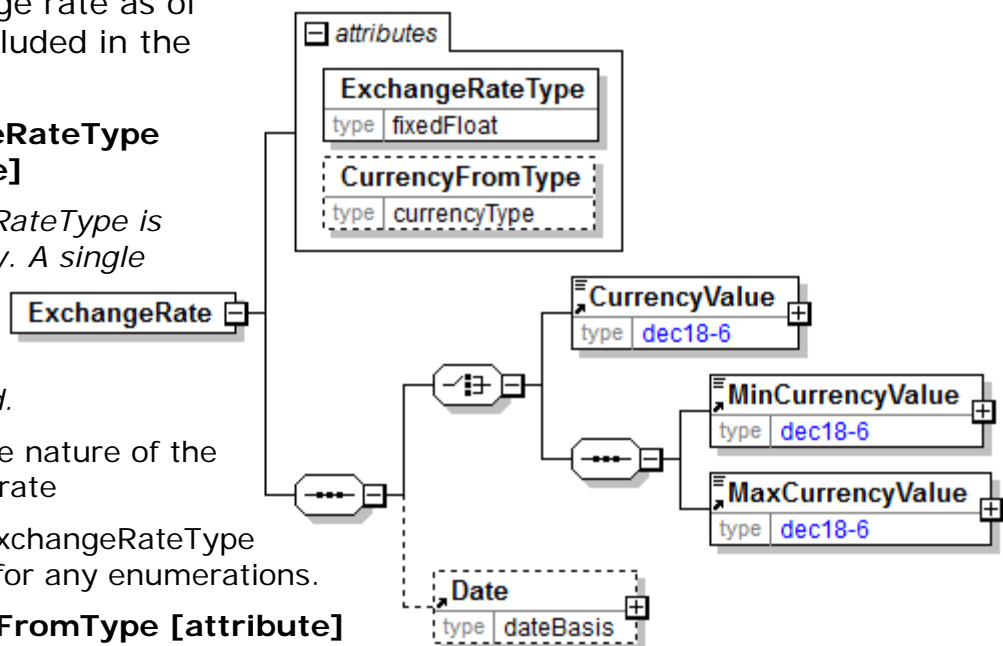 ge rate as of
luded in the
eRateType
e]
RateType is
y. A single
d.
e nature of the
rate
xchangeRateType
for any enumerations.
FromType [attribute]
attributes
ExchangeRateType
type fixedFloat
CurrencyFromType
type currencyType
ExchangeRate
CurrencyValue
type dec18-6
MinCurrencyValue
type dec18-6
MaxCurrencyValue
type dec18-6
Date
type dateBasis